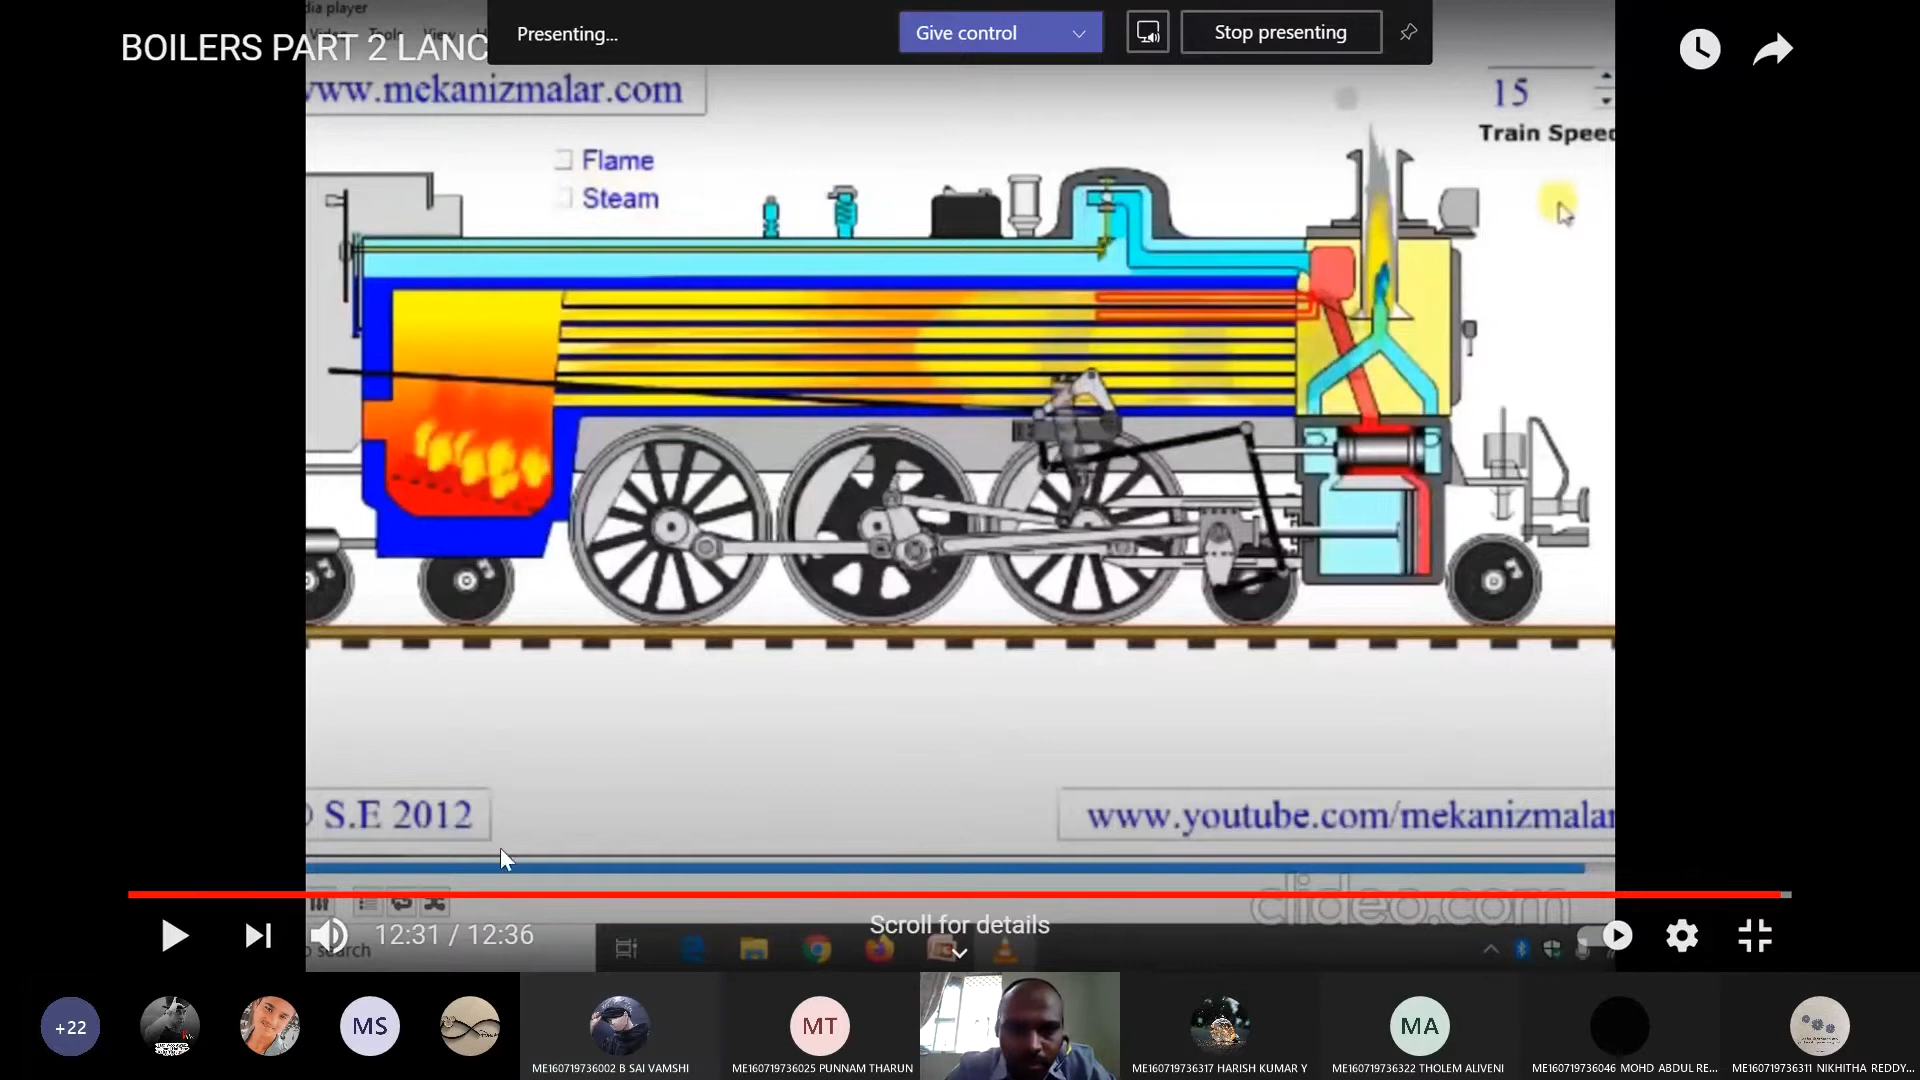 dia player
BOILERS PART 2 LANC
Presenting...
Give control
Stop presenting
www.mekanizmalar.com
15
Train Speed
Flame
Steam
S.E 2012
www.youtube.com/mekanizmalar
clideo.com
12:31 / 12:36
Scroll for details
search
+22
MS
MT
MA
ME160719736002 B SAI VAMSHI
ME160719736025 PUNNAM THARUN
ME160719736317 HARISH KUMAR Y
ME160719736322 THOLEM ALIVENI
ME160719736046 MOHD ABDUL RE...
ME160719736311 NIKHITHA REDDY...